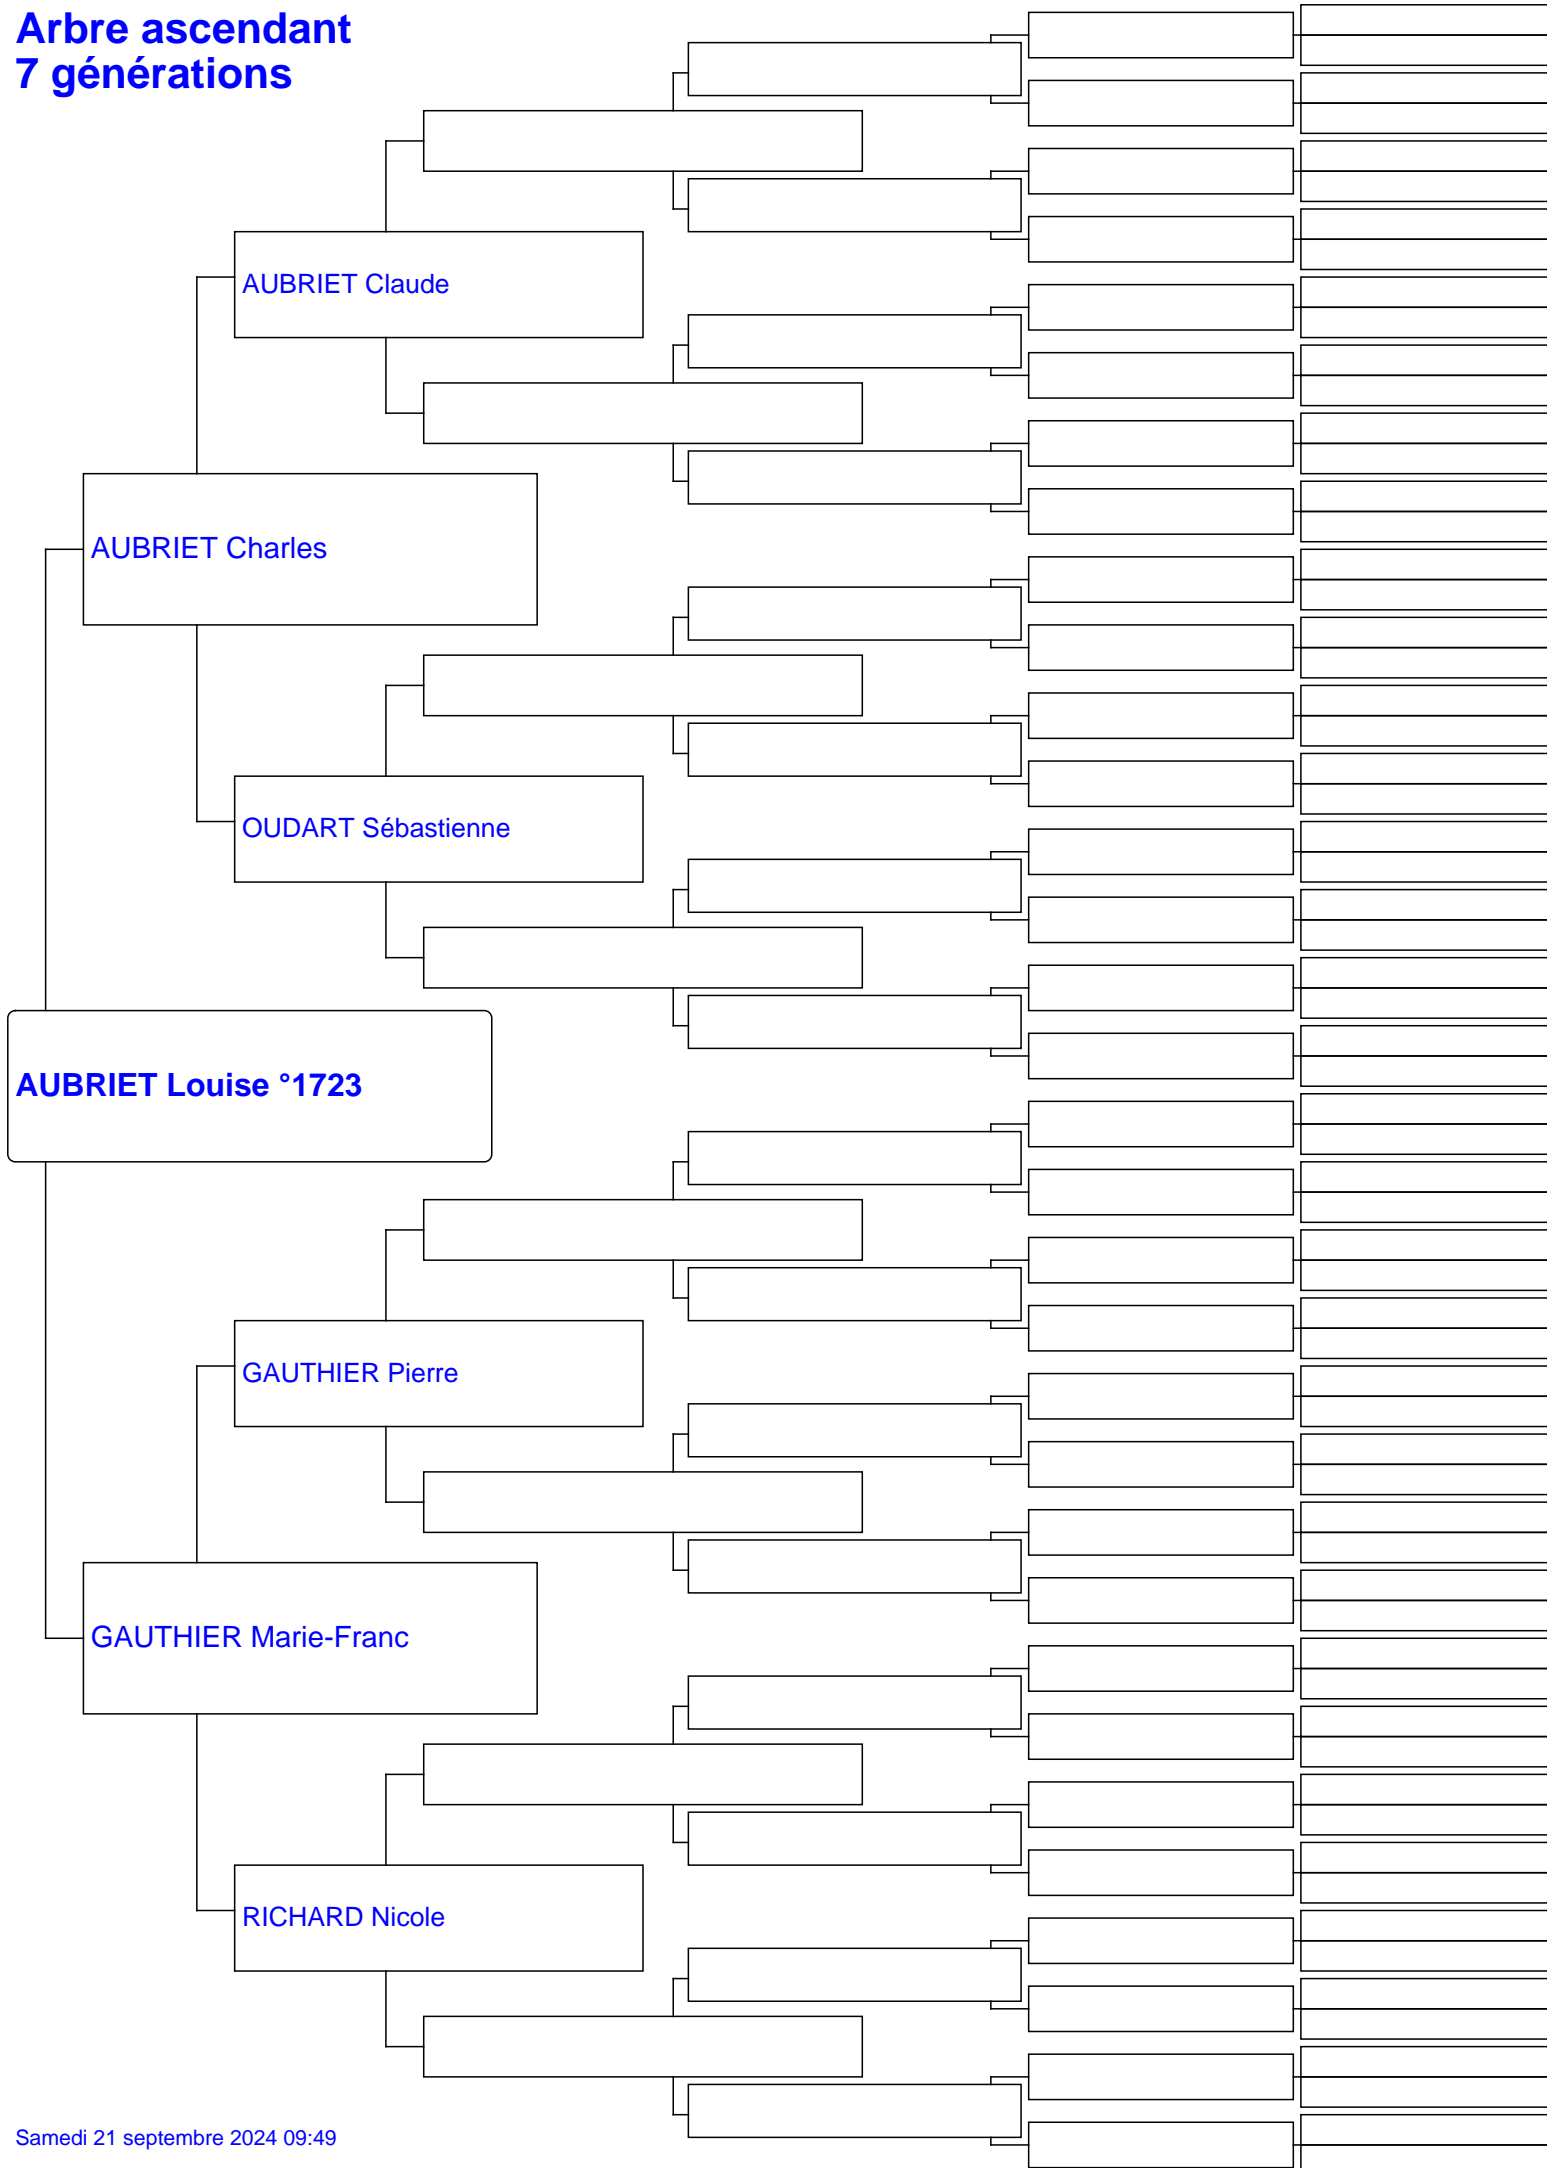 Arbre ascendant
7 générations
AUBRIET Claude
AUBRIET Charles
OUDART Sébastienne
AUBRIET Louise °1723
GAUTHIER Pierre
GAUTHIER Marie-Franc
RICHARD Nicole
Samedi 21 septembre 2024 09:49